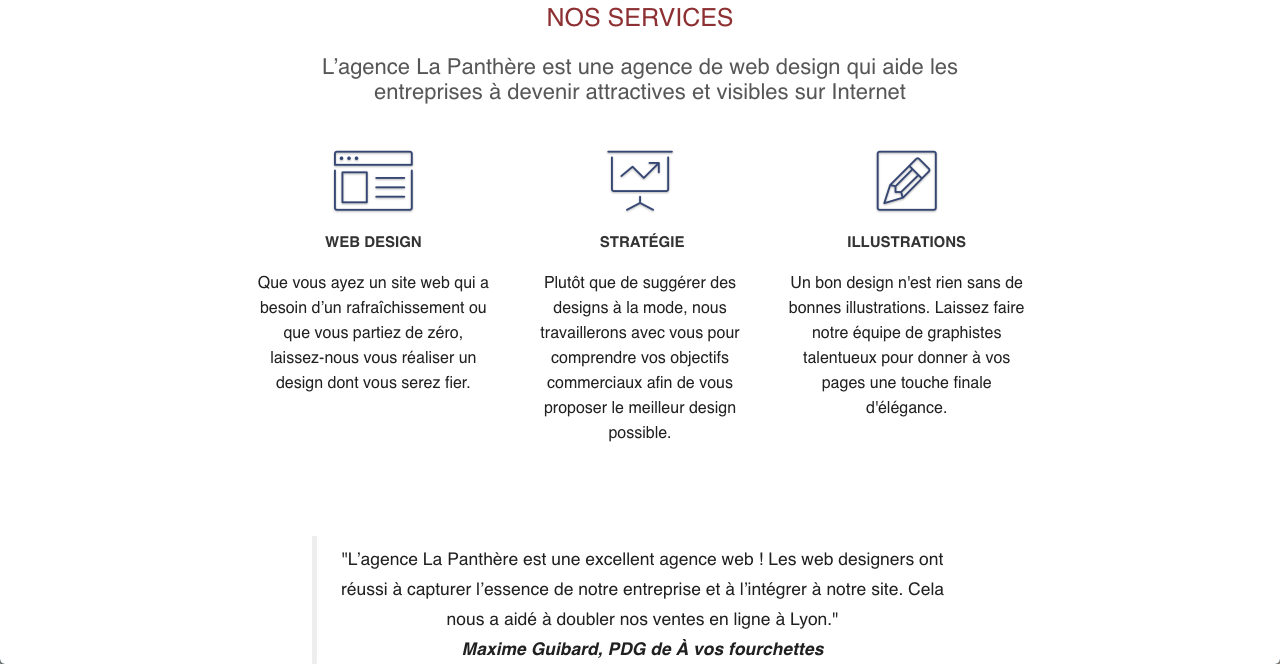 NOS SERVICES
L’agence La Panthère est une agence de web design qui aide les
entreprises à devenir attractives et visibles sur Internet
WEB DESIGN
Que vous ayez un site web qui a
besoin d’un rafraîchissement ou
que vous partiez de zéro,
laissez-nous vous réaliser un
design dont vous serez fier.
STRATÉGIE
Plutôt que de suggérer des
designs à la mode, nous
travaillerons avec vous pour
comprendre vos objectifs
commerciaux afin de vous
proposer le meilleur design
possible.
ILLUSTRATIONS
Un bon design n'est rien sans de
bonnes illustrations. Laissez faire
notre équipe de graphistes
talentueux pour donner à vos
pages une touche finale
d'élégance.
"L’agence La Panthère est une excellent agence web ! Les web designers ont
réussi à capturer l’essence de notre entreprise et à l’intégrer à notre site. Cela
nous a aidé à doubler nos ventes en ligne à Lyon."
Maxime Guibard, PDG de À vos fourchettes